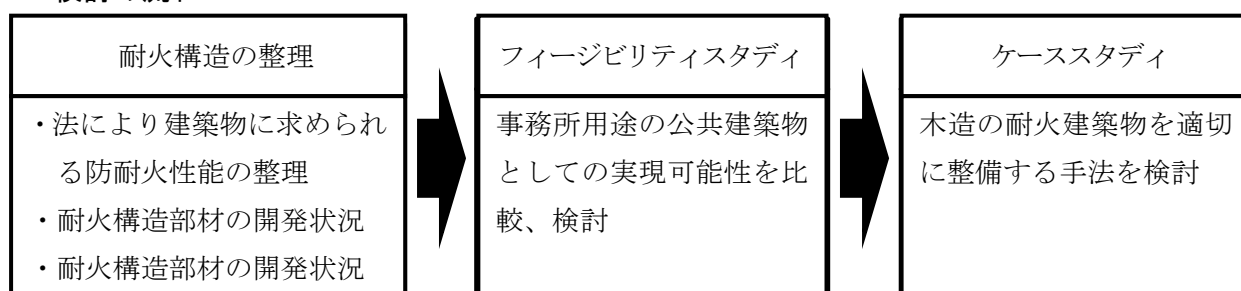 耐火構造の整理
・法により建築物に求められ
る防耐火性能の整理
・耐火構造部材の開発状況
・耐火構造部材の開発状況
フィージビリティスタディ
事務所用途の公共建築物
としての実現可能性を比
較、検討
ケーススタディ
木造の耐火建築物を適切
に整備する手法を検討